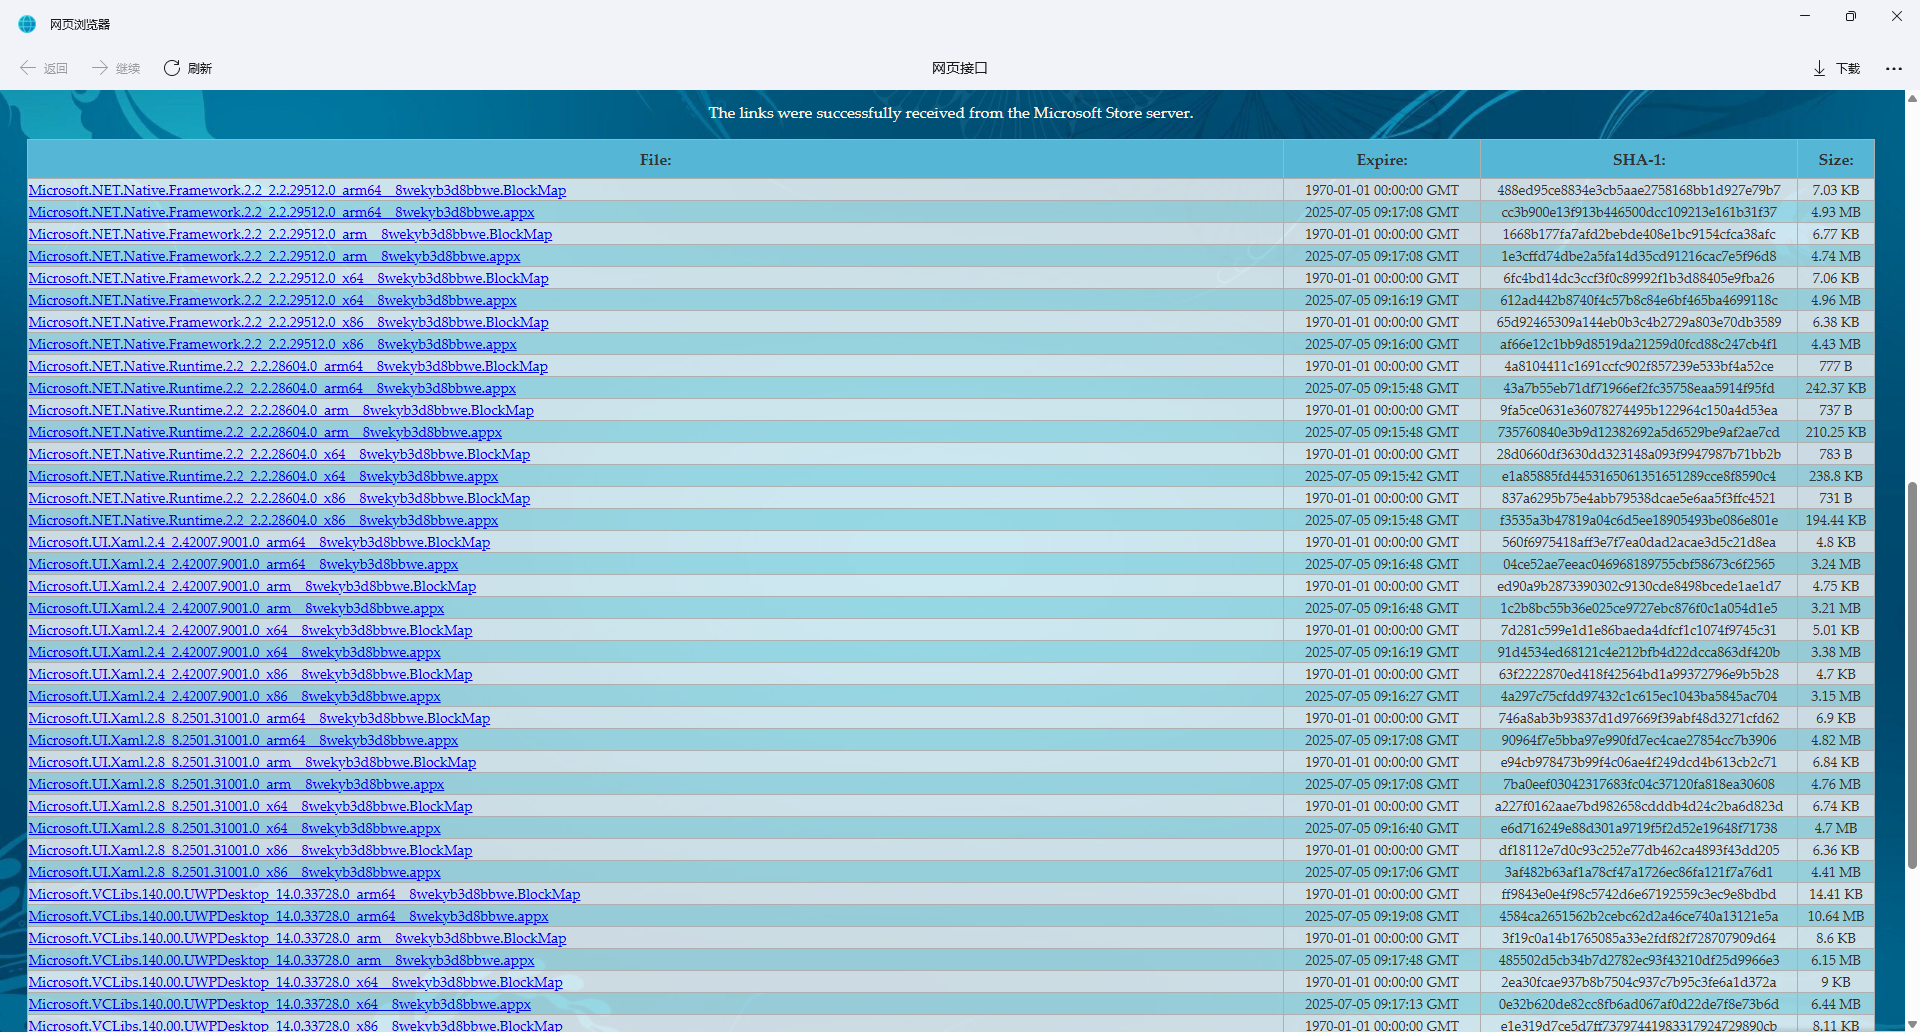 网页浏览器
返回 继续 刷新 网页接口 下载
The links were successfully received from the Microsoft Store server.
File: Expire: SHA-1: Size:
Microsoft.NET.Native.Framework.2.2_2.2.29512.0_arm64__8wekyb3d8bbwe.BlockMap 1970-01-01 00:00:00 GMT 488ed95ce8834e3cb5aae2758168bb1d927e79b7 7.03 KB
Microsoft.NET.Native.Framework.2.2_2.2.29512.0_arm64__8wekyb3d8bbwe.appx 2025-07-05 09:17:08 GMT cc3b900e13f913b446500dcc109213e161b31f37 4.93 MB
Microsoft.NET.Native.Framework.2.2_2.2.29512.0_arm__8wekyb3d8bbwe.BlockMap 1970-01-01 00:00:00 GMT 1668b177fa7afd2bebde408e1bc9154cfca38afc 6.77 KB
Microsoft.NET.Native.Framework.2.2_2.2.29512.0_arm__8wekyb3d8bbwe.appx 2025-07-05 09:17:08 GMT 1e3cffd74dbe2a5fa14d35cd91216cac7e5f96d8 4.74 MB
Microsoft.NET.Native.Framework.2.2_2.2.29512.0_x64__8wekyb3d8bbwe.BlockMap 1970-01-01 00:00:00 GMT 6fc4bd14dc3ccf3f0c89992f1b3d88405e9fba26 7.06 KB
Microsoft.NET.Native.Framework.2.2_2.2.29512.0_x64__8wekyb3d8bbwe.appx 2025-07-05 09:16:19 GMT 612ad442b8740f4c57b8c84e6bf465ba4699118c 4.96 MB
Microsoft.NET.Native.Framework.2.2_2.2.29512.0_x86__8wekyb3d8bbwe.BlockMap 1970-01-01 00:00:00 GMT 65d92465309a144eb0b3c4b2729a803e70db3589 6.38 KB
Microsoft.NET.Native.Framework.2.2_2.2.29512.0_x86__8wekyb3d8bbwe.appx 2025-07-05 09:16:00 GMT af66e12c1bb9d8519da21259d0fcd88c247cb4f1 4.43 MB
Microsoft.NET.Native.Runtime.2.2_2.2.28604.0_arm64__8wekyb3d8bbwe.BlockMap 1970-01-01 00:00:00 GMT 4a8104411c1691ccfc902f857239e533bf4a52ce 777 B
Microsoft.NET.Native.Runtime.2.2_2.2.28604.0_arm64__8wekyb3d8bbwe.appx 2025-07-05 09:15:48 GMT 43a7b55eb71df71966ef2fc35758eaa5914f95fd 242.37 KB
Microsoft.NET.Native.Runtime.2.2_2.2.28604.0_arm__8wekyb3d8bbwe.BlockMap 1970-01-01 00:00:00 GMT 9fa5ce0631e36078274495b122964c150a4d53ea 737 B
Microsoft.NET.Native.Runtime.2.2_2.2.28604.0_arm__8wekyb3d8bbwe.appx 2025-07-05 09:15:48 GMT 735760840e3b9d12382692a5d6529be9af2ae7cd 210.25 KB
Microsoft.NET.Native.Runtime.2.2_2.2.28604.0_x64__8wekyb3d8bbwe.BlockMap 1970-01-01 00:00:00 GMT 28d0660df3630dd323148a093f9947987b71bb2b 783 B
Microsoft.NET.Native.Runtime.2.2_2.2.28604.0_x64__8wekyb3d8bbwe.appx 2025-07-05 09:15:42 GMT e1a85885fd4453165061351651289cce8f8590c4 238.8 KB
Microsoft.NET.Native.Runtime.2.2_2.2.28604.0_x86__8wekyb3d8bbwe.BlockMap 1970-01-01 00:00:00 GMT 837a6295b75e4abb79538dcae5e6aa5f3ffc4521 731 B
Microsoft.NET.Native.Runtime.2.2_2.2.28604.0_x86__8wekyb3d8bbwe.appx 2025-07-05 09:15:48 GMT f3535a3b47819a04c6d5ee18905493be086e801e 194.44 KB
Microsoft.UI.Xaml.2.4_2.42007.9001.0_arm64__8wekyb3d8bbwe.BlockMap 1970-01-01 00:00:00 GMT 560f6975418aff3e7f7ea0dad2acae3d5c21d8ea 4.8 KB
Microsoft.UI.Xaml.2.4_2.42007.9001.0_arm64__8wekyb3d8bbwe.appx 2025-07-05 09:16:48 GMT 04ce52ae7eeac046968189755cbf58673c6f2565 3.24 MB
Microsoft.UI.Xaml.2.4_2.42007.9001.0_arm__8wekyb3d8bbwe.BlockMap 1970-01-01 00:00:00 GMT ed90a9b2873390302c9130cde8498bcede1ae1d7 4.75 KB
Microsoft.UI.Xaml.2.4_2.42007.9001.0_arm__8wekyb3d8bbwe.appx 2025-07-05 09:16:48 GMT 1c2b8bc55b36e025ce9727ebc876f0c1a054d1e5 3.21 MB
Microsoft.UI.Xaml.2.4_2.42007.9001.0_x64__8wekyb3d8bbwe.BlockMap 1970-01-01 00:00:00 GMT 7d281c599e1d1e86baeda4dfcf1c1074f9745c31 5.01 KB
Microsoft.UI.Xaml.2.4_2.42007.9001.0_x64__8wekyb3d8bbwe.appx 2025-07-05 09:16:19 GMT 91d4534ed68121c4e212bfb4d22dcca863df420b 3.38 MB
Microsoft.UI.Xaml.2.4_2.42007.9001.0_x86__8wekyb3d8bbwe.BlockMap 1970-01-01 00:00:00 GMT 63f2222870ed418f42564bd1a99372796e9b5b28 4.7 KB
Microsoft.UI.Xaml.2.4_2.42007.9001.0_x86__8wekyb3d8bbwe.appx 2025-07-05 09:16:27 GMT 4a297c75cfdd97432c1c615ec1043ba5845ac704 3.15 MB
Microsoft.UI.Xaml.2.8_8.2501.31001.0_arm64__8wekyb3d8bbwe.BlockMap 1970-01-01 00:00:00 GMT 746a8ab3b93837d1d97669f39abf48d3271cfd62 6.9 KB
Microsoft.UI.Xaml.2.8_8.2501.31001.0_arm64__8wekyb3d8bbwe.appx 2025-07-05 09:17:08 GMT 90964f7e5bba97e990fd7ec4cae27854cc7b3906 4.82 MB
Microsoft.UI.Xaml.2.8_8.2501.31001.0_arm__8wekyb3d8bbwe.BlockMap 1970-01-01 00:00:00 GMT e94cb978473b99f4c06ae4f249dcd4b613cb2c71 6.84 KB
Microsoft.UI.Xaml.2.8_8.2501.31001.0_arm__8wekyb3d8bbwe.appx 2025-07-05 09:17:08 GMT 7ba0eef03042317683fc04c37120fa818ea30608 4.76 MB
Microsoft.UI.Xaml.2.8_8.2501.31001.0_x64__8wekyb3d8bbwe.BlockMap 1970-01-01 00:00:00 GMT a227f0162aae7bd982658cdddb4d24c2ba6d823d 6.74 KB
Microsoft.UI.Xaml.2.8_8.2501.31001.0_x64__8wekyb3d8bbwe.appx 2025-07-05 09:16:40 GMT e6d716249e88d301a9719f5f2d52e19648f71738 4.7 MB
Microsoft.UI.Xaml.2.8_8.2501.31001.0_x86__8wekyb3d8bbwe.BlockMap 1970-01-01 00:00:00 GMT df18112e7d0c93c252e77db462ca4893f43dd205 6.36 KB
Microsoft.UI.Xaml.2.8_8.2501.31001.0_x86__8wekyb3d8bbwe.appx 2025-07-05 09:17:06 GMT 3af482b63af1a78cf47a1726ec86fa121f7a76d1 4.41 MB
Microsoft.VCLibs.140.00.UWPDesktop_14.0.33728.0_arm64__8wekyb3d8bbwe.BlockMap 1970-01-01 00:00:00 GMT ff9843e0e4f98c5742d6e67192559c3ec9e8bdbd 14.41 KB
Microsoft.VCLibs.140.00.UWPDesktop_14.0.33728.0_arm64__8wekyb3d8bbwe.appx 2025-07-05 09:19:08 GMT 4584ca2651562b2cebc62d2a46ce740a13121e5a 10.64 MB
Microsoft.VCLibs.140.00.UWPDesktop_14.0.33728.0_arm__8wekyb3d8bbwe.BlockMap 1970-01-01 00:00:00 GMT 3f19c0a14b1765085a33e2fdf82f728707909d64 8.6 KB
Microsoft.VCLibs.140.00.UWPDesktop_14.0.33728.0_arm__8wekyb3d8bbwe.appx 2025-07-05 09:17:48 GMT 485502d5cb34b7d2782ec93f43210df25d9966e3 6.15 MB
Microsoft.VCLibs.140.00.UWPDesktop_14.0.33728.0_x64__8wekyb3d8bbwe.BlockMap 1970-01-01 00:00:00 GMT 2ea30fcae937b8b7504c937c7b95c3fe6a1d372a 9 KB
Microsoft.VCLibs.140.00.UWPDesktop_14.0.33728.0_x64__8wekyb3d8bbwe.appx 2025-07-05 09:17:13 GMT 0e32b620de82cc8fb6ad067af0d22de7f8e73b6d 6.44 MB
Microsoft.VCLibs.140.00.UWPDesktop_14.0.33728.0_x86__8wekyb3d8bbwe.BlockMap 1970-01-01 00:00:00 GMT e1e319d7ce5d7ff73797441983317924729890cb 8.11 KB